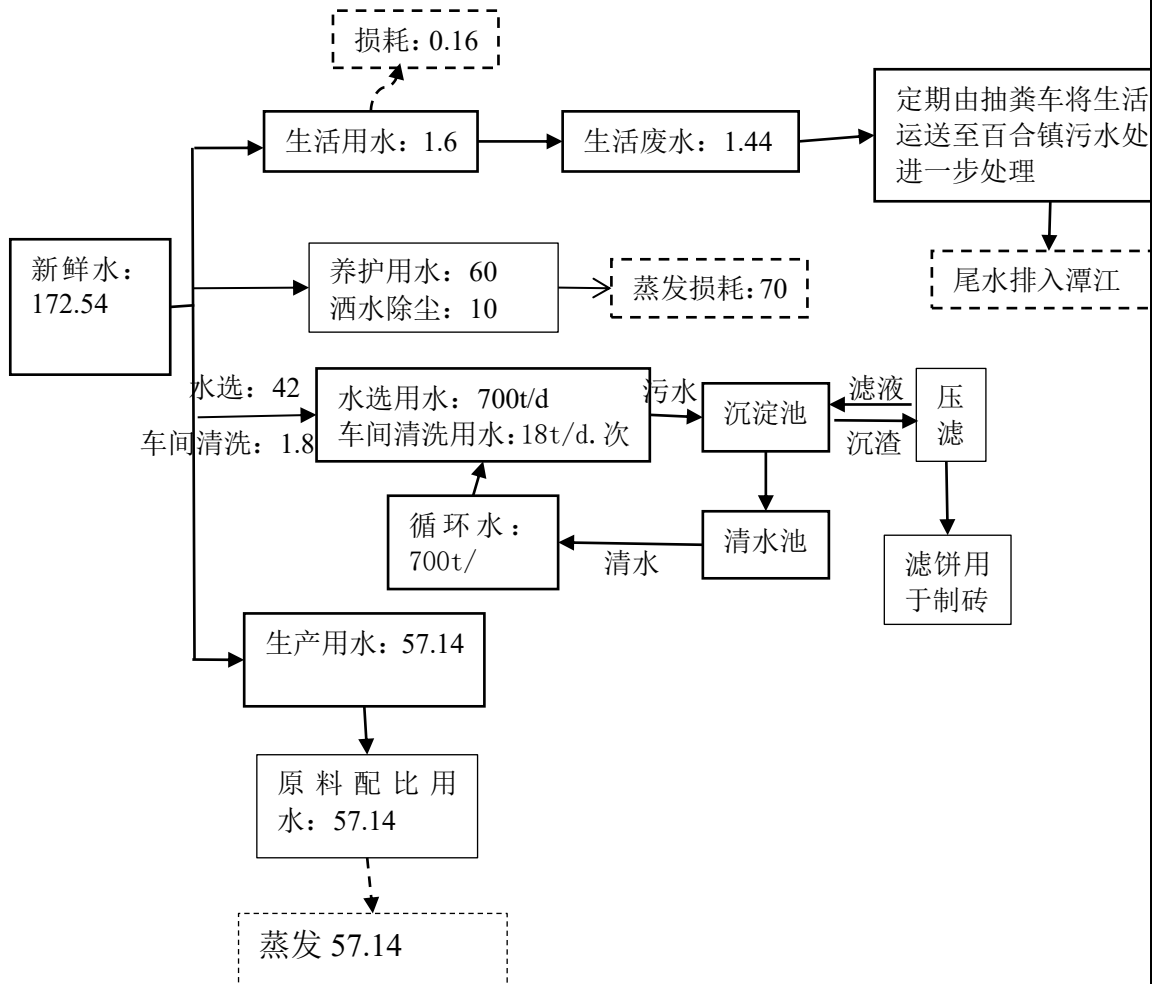 损耗：0.16
生活用水：1.6
生活废水：1.44
定期由抽粪车将生活
运送至百合镇污水处
进一步处理
新鲜水：
172.54
养护用水：60
洒水除尘：10
蒸发损耗：70
尾水排入潭江
水选：42
车间清洗：1.8
水选用水：700t/d
车间清洗用水：18t/d.次
污水
沉淀池
滤液
沉渣
压
滤
循环水：
700t/
清水
清水池
滤饼用
于制砖
生产用水：57.14
原料配比用
水：57.14
蒸发 57.14